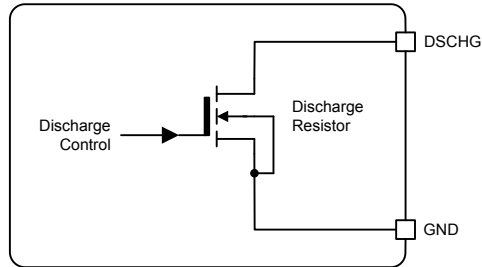 DSCHG
Discharge
Control
Discharge
Resistor
GND